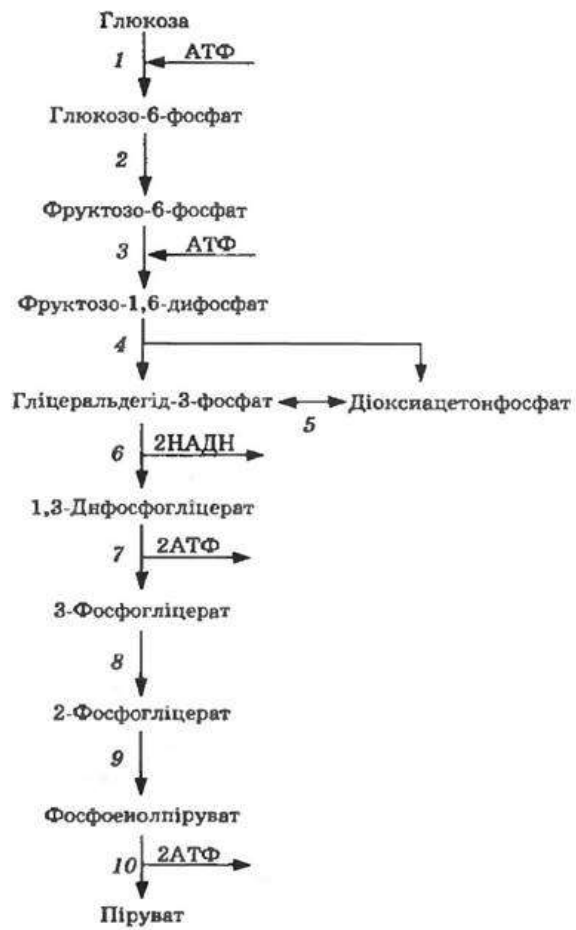 Глюкоза
1 АТФ
Глюкозо-6-фосфат
2
Фруктозо-6-фосфат
3 АТФ
Фруктозо-1,6-дифосфат
4
Гліцеральдегід-3-фосфат Діоксиацетонфосфат
5
6 2НАДН
1,3-Дифосфогліцерат
7 2АТФ
3-Фосфогліцерат
8
2-Фосфогліцерат
9
Фосфоенолпіруват
10 2АТФ
Піруват